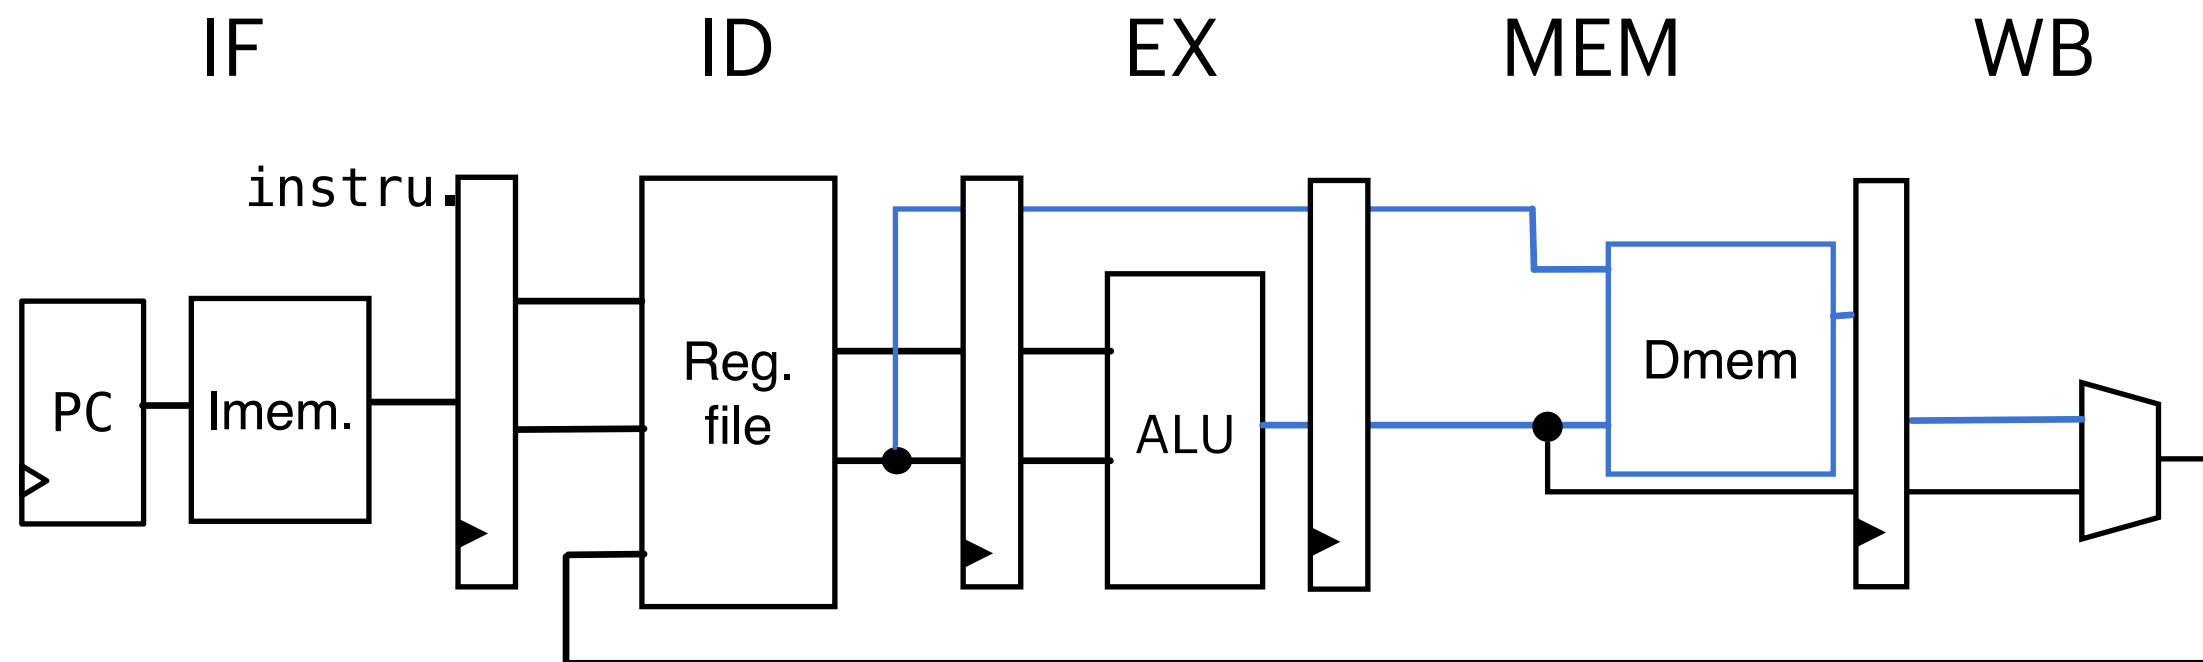 IF ID EX MEM WB
instru.
PC
Imem.
Reg.
file
ALU
Dmem